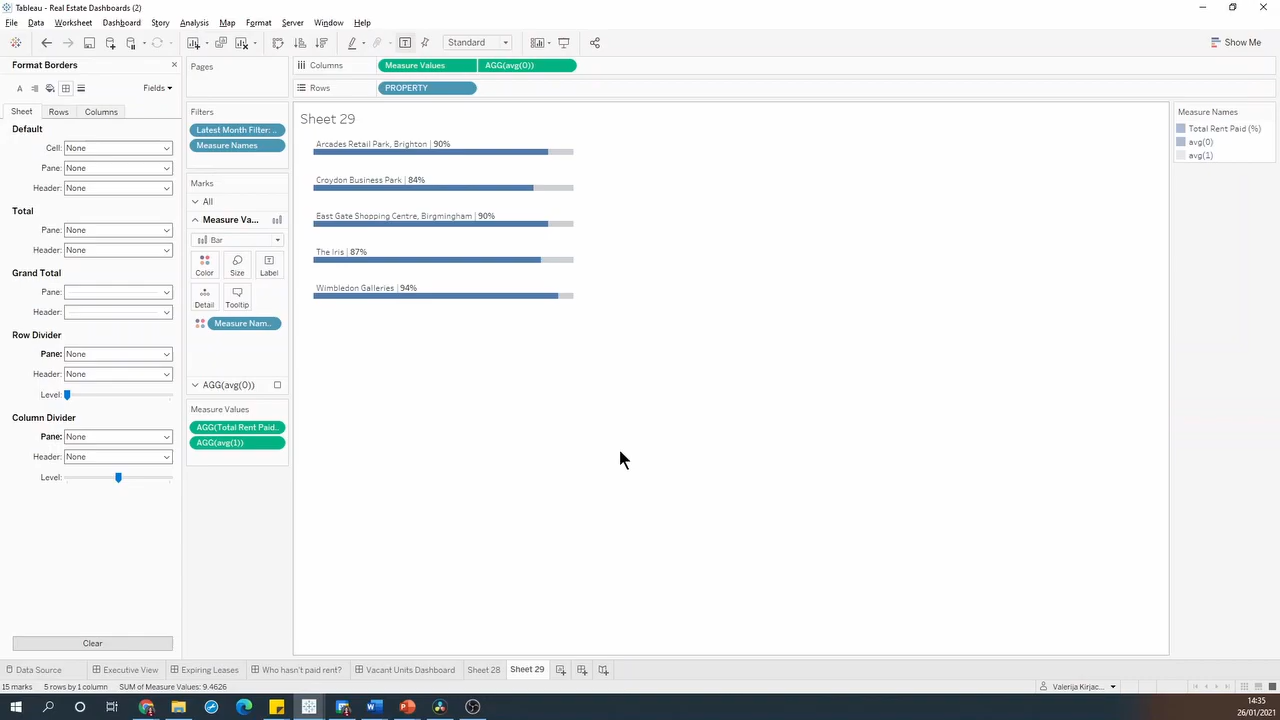 Tableau - Real Estate Dashboards (2)
File Data Worksheet Dashboard Story Analysis Map Format Server Window Help
Standard
Show Me
Format Borders
Fields
Sheet Rows Columns
Default
Cell: None
Pane: None
Header: None
Total
Pane: None
Header: None
Grand Total
Pane:
Header:
Row Divider
Pane: None
Header: None
Level:
Column Divider
Pane: None
Header: None
Level:
Clear
Pages
Filters
Latest Month Filter: ..
Measure Names
Marks
All
Measure Va...
Bar
Color Size Label
Detail Tooltip
Measure Nam..
AGG(avg(0))
Measure Values
AGG(Total Rent Paid..
AGG(avg(1))
Columns Measure Values AGG(avg(0))
Rows PROPERTY
Sheet 29
Arcades Retail Park, Brighton | 90%
Croydon Business Park | 84%
East Gate Shopping Centre, Birgmingham | 90%
The Iris | 87%
Wimbledon Galleries | 94%
Measure Names
Total Rent Paid (%)
avg(0)
avg(1)
Data Source Executive View Expiring Leases Who hasn't paid rent? Vacant Units Dashboard Sheet 28 Sheet 29
15 marks 5 rows by 1 column SUM of Measure Values: 9.4626
Valerija Kirjac...
14:35
26/01/2021